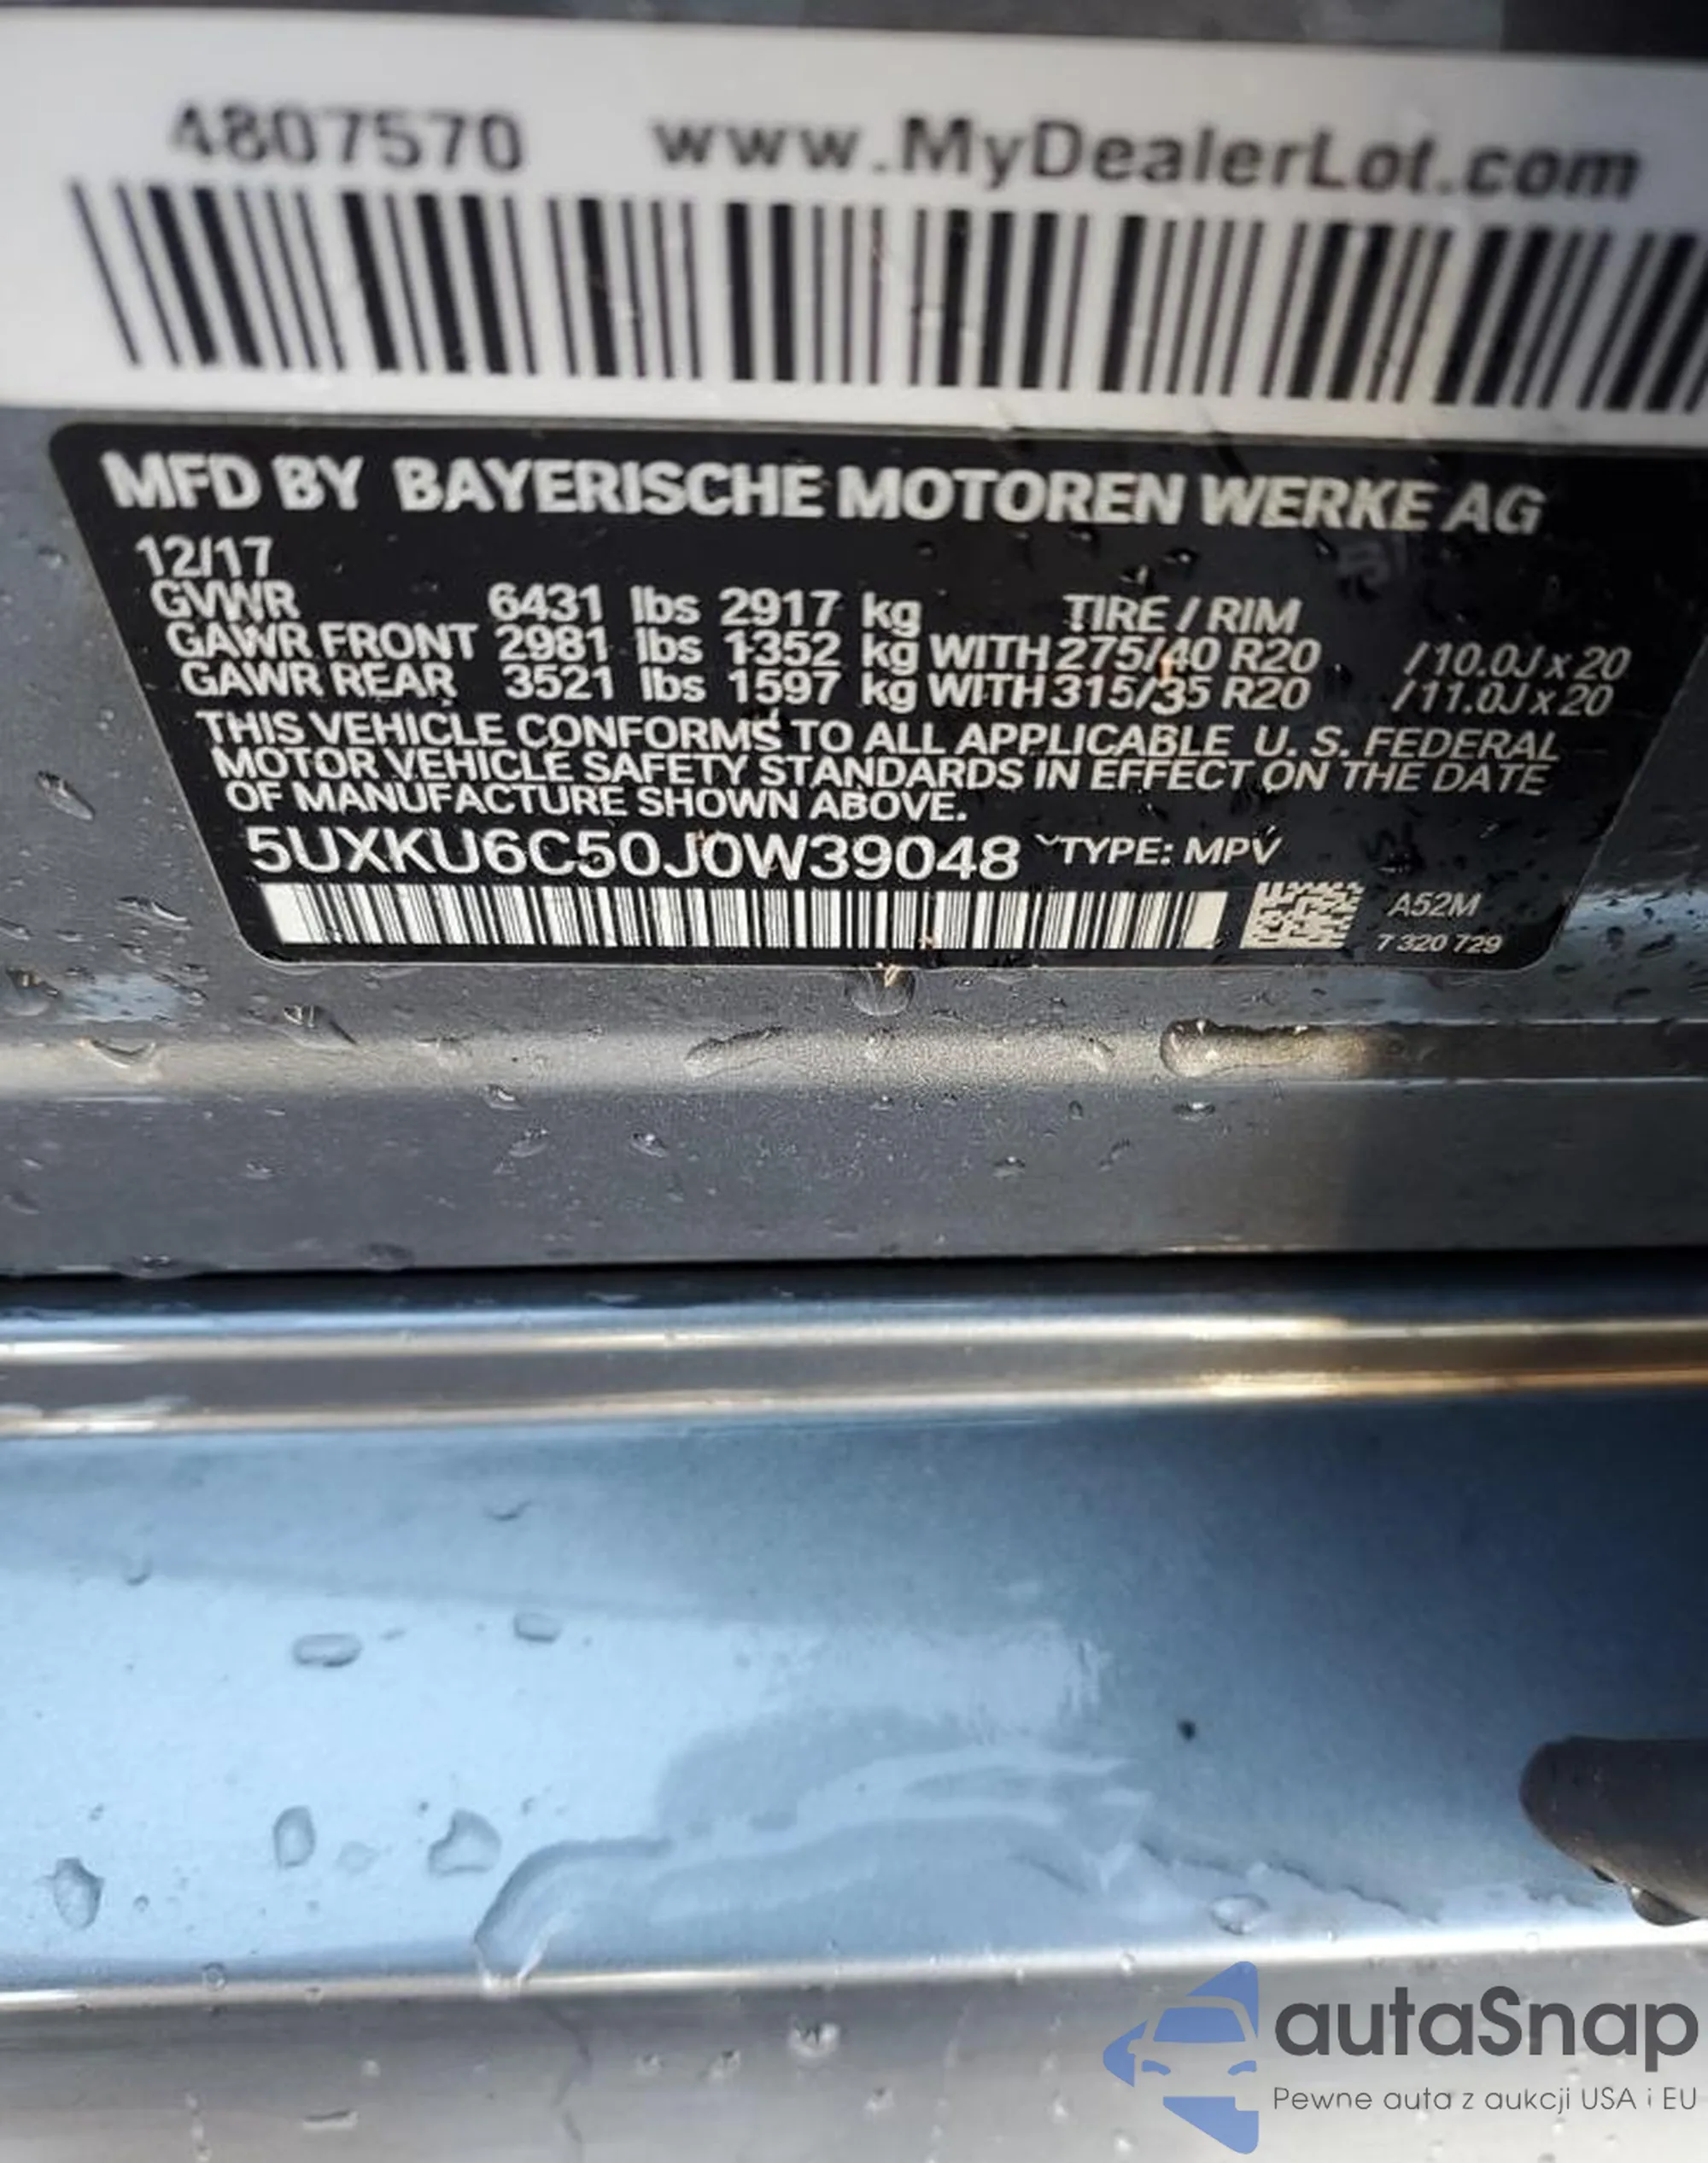 4807570 www.MyDealerLot.com
MFD BY BAYERISCHE MOTOREN WERKE AG
12/17
GVWR 6431 lbs 2917 kg TIRE / RIM
GAWR FRONT 2981 lbs 1352 kg WITH 275/40 R20 / 10.0J x 20
GAWR REAR 3521 lbs 1597 kg WITH 315/35 R20 / 11.0J x 20
THIS VEHICLE CONFORMS TO ALL APPLICABLE U. S. FEDERAL
MOTOR VEHICLE SAFETY STANDARDS IN EFFECT ON THE DATE
OF MANUFACTURE SHOWN ABOVE.
5UXKU6C50J0W39048 TYPE: MPV
A52M
7 320 729
autaSnap
Pewne auta z aukcji USA i EU